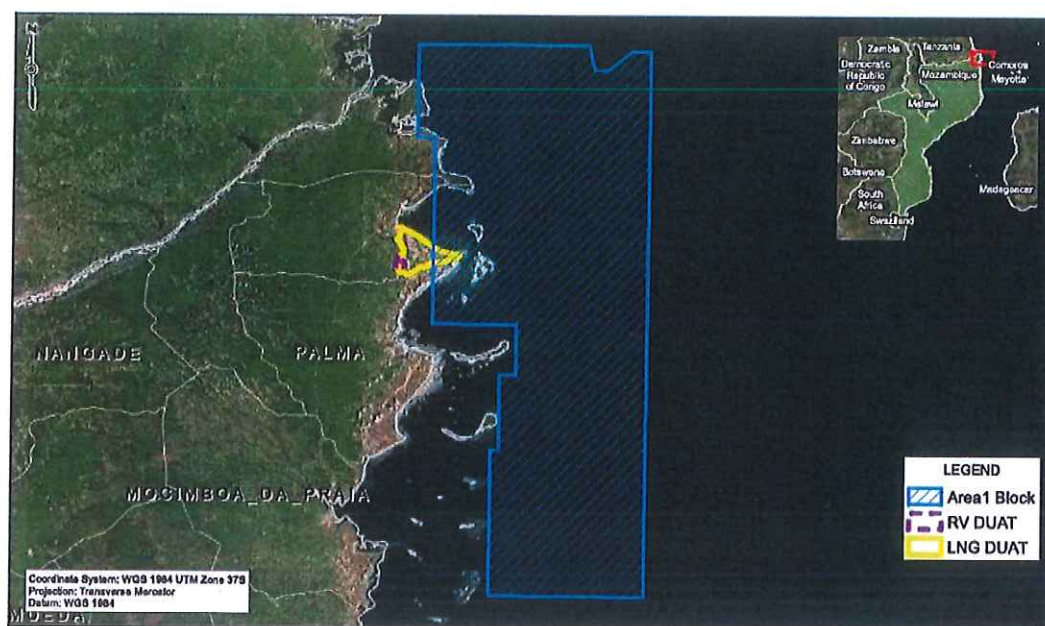 N
Zambia
Tanzania
Democratic
Republic
of Congo
Mozambique
Comoros
Mayotte
Malawi
Zimbabwe
Botswana
South
Africa
Swaziland
Madagascar
NANGADE
PALMA
MOCIMBOA_DA_PRAIA
MUEDA
LEGEND
Area1 Block
RV DUAT
LNG DUAT
Coordinate System: WGS 1984 UTM Zone 37S
Projection: Transverse Mercator
Datum: WGS 1984